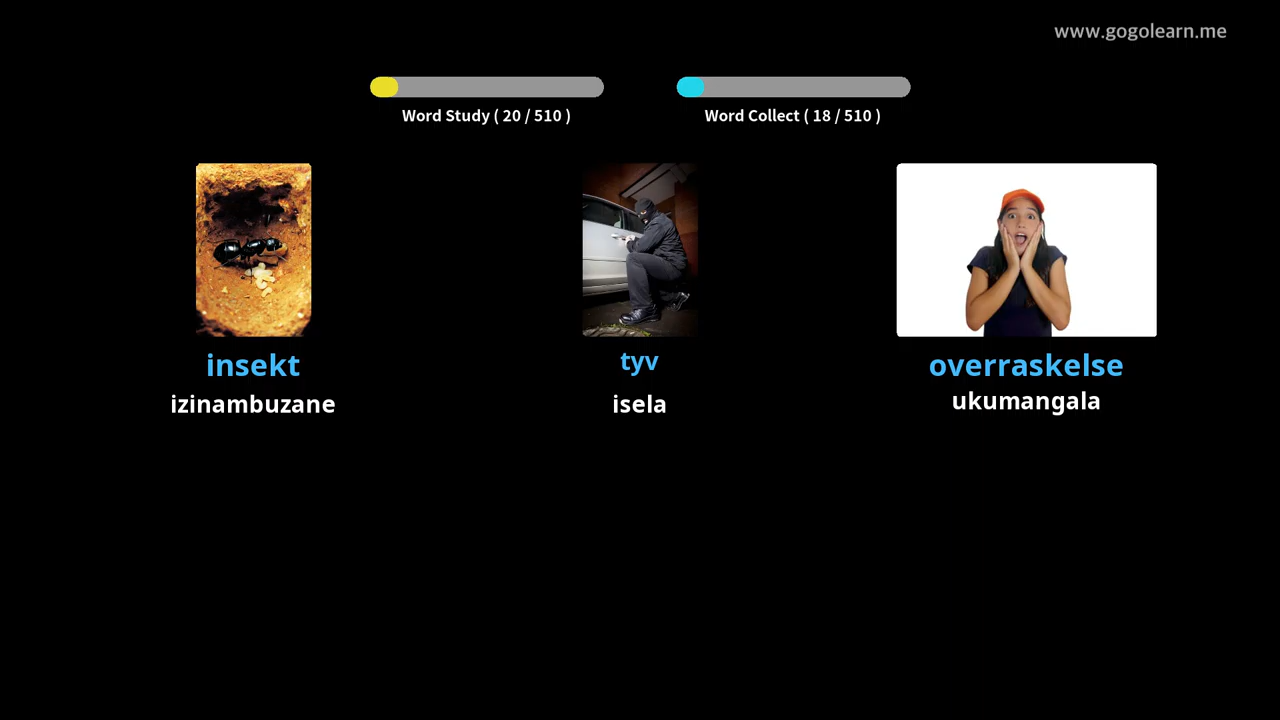 www.gogolearn.me
Word Study ( 20 / 510 )
Word Collect ( 18 / 510 )
insekt
izinambuzane
tyv
isela
overraskelse
ukumangala